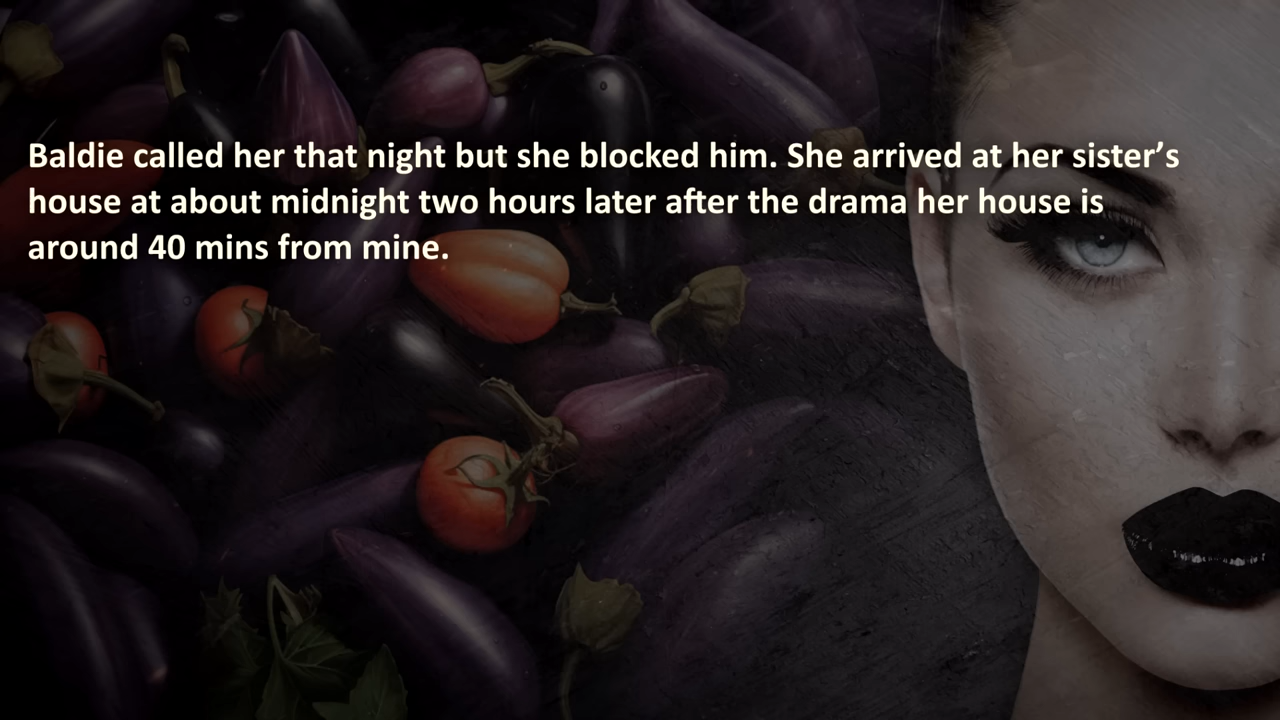 Baldie called her that night but she blocked him. She arrived at her sister’s
house at about midnight two hours later after the drama her house is
around 40 mins from mine.